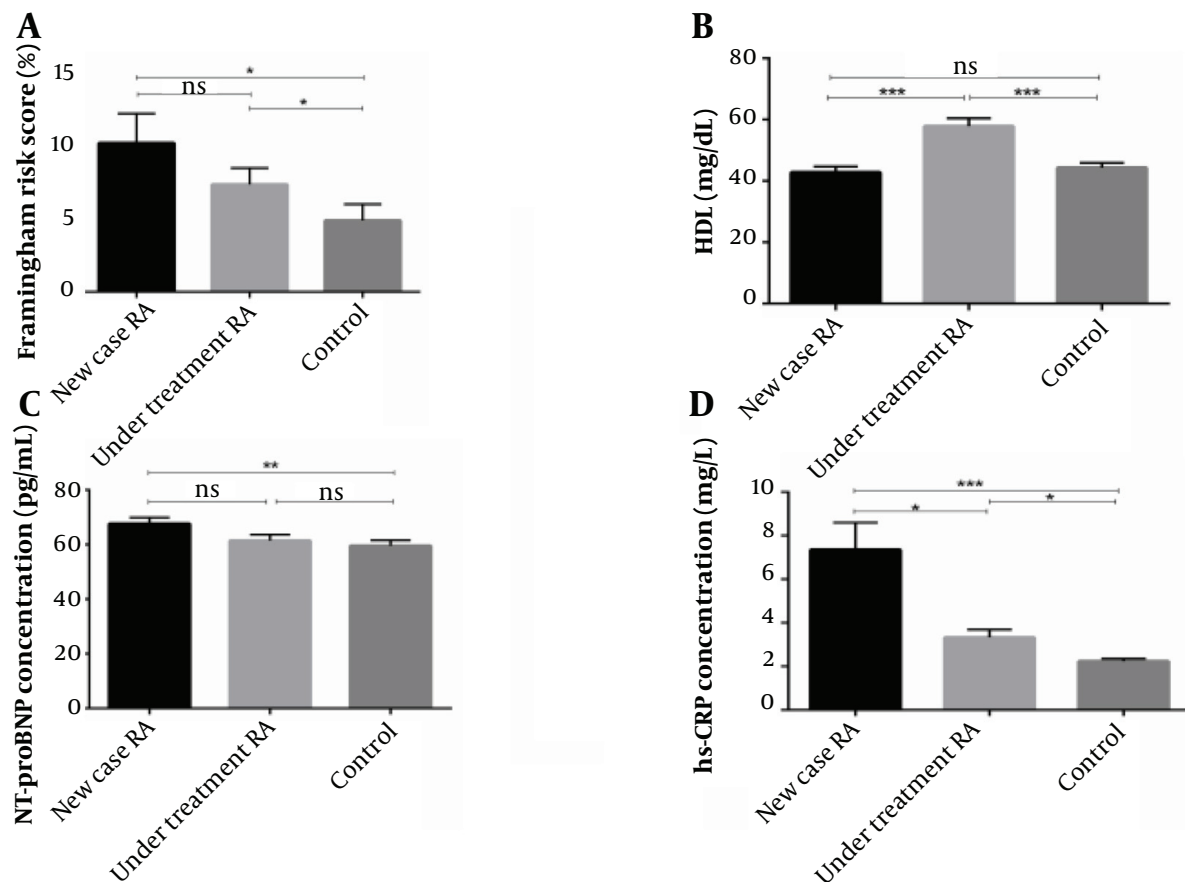 A
Framingham risk score (%)
15
10
5
0
*
ns
*
New case RA
Under treatment RA
Control
B
HDL (mg/dL)
80
60
40
20
0
ns
***
***
New case RA
Under treatment RA
Control
C
NT-proBNP concentration (pg/mL)
80
60
40
20
0
**
ns
ns
New case RA
Under treatment RA
Control
D
hs-CRP concentration (mg/L)
10
8
6
4
2
0
***
*
*
New case RA
Under treatment RA
Control